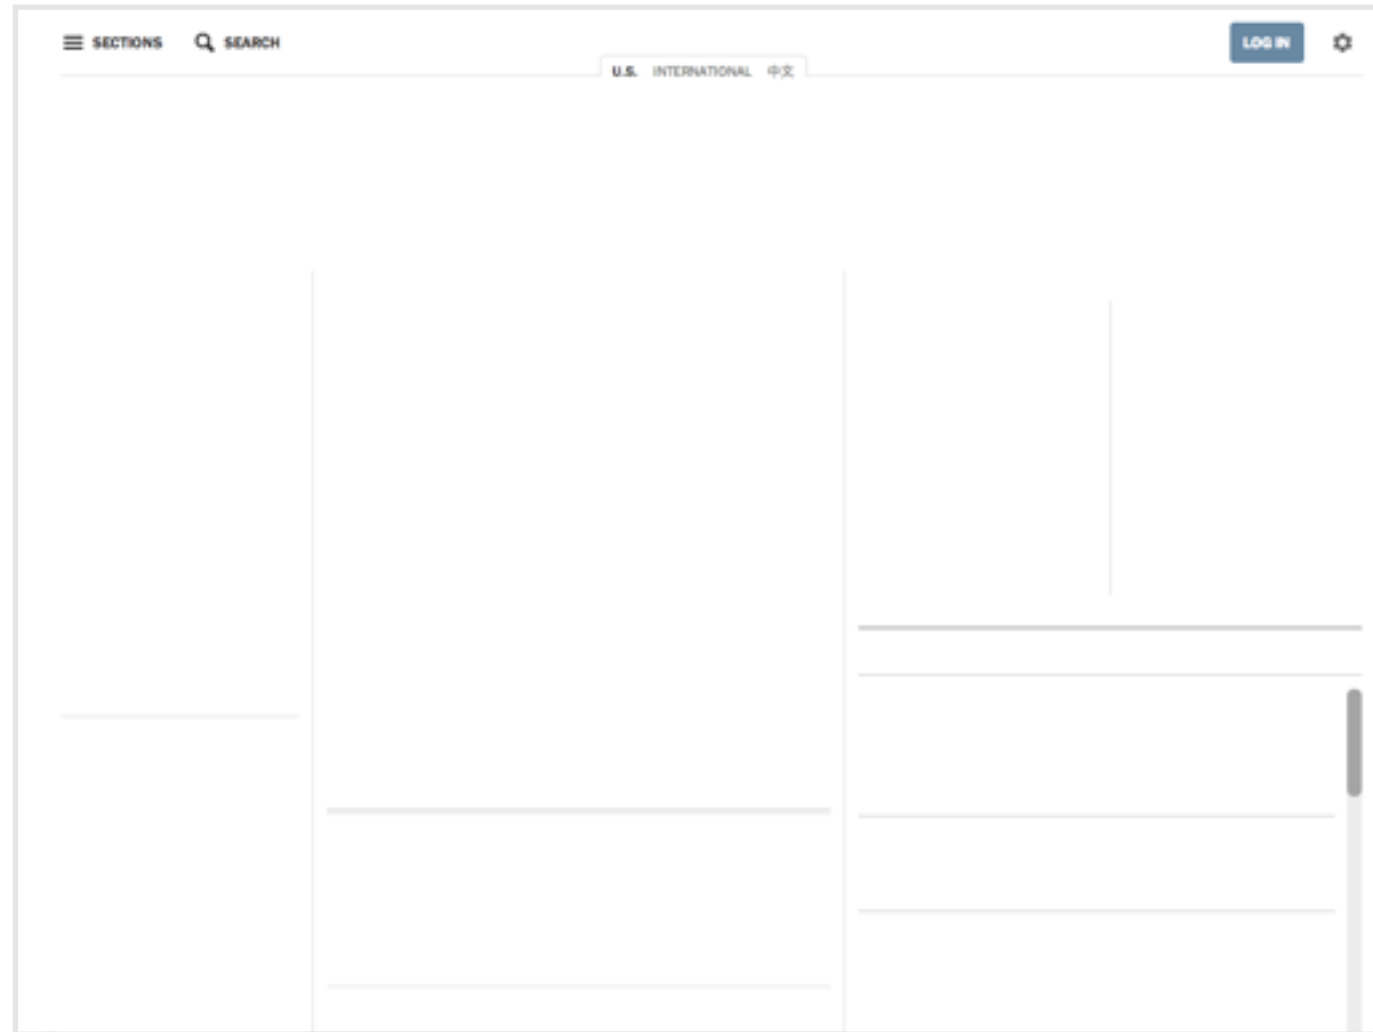 SECTIONS SEARCH LOG IN
U.S. INTERNATIONAL 中文